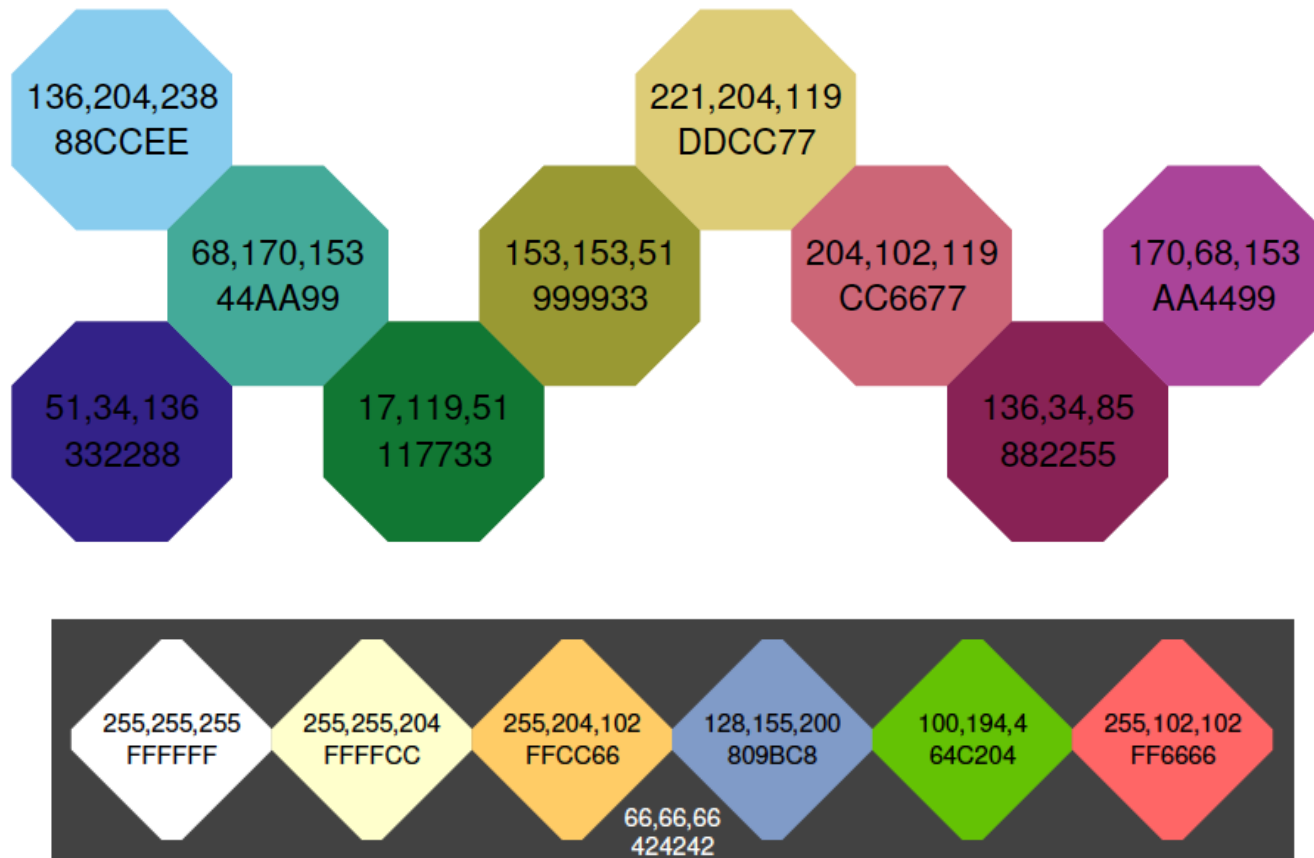 136,204,238
88CCEE
221,204,119
DDCC77
68,170,153
44AA99
153,153,51
999933
204,102,119
CC6677
170,68,153
AA4499
51,34,136
332288
17,119,51
117733
136,34,85
882255
255,255,255
FFFFFF
255,255,204
FFFFCC
255,204,102
FFCC66
128,155,200
809BC8
100,194,4
64C204
255,102,102
FF6666
66,66,66
424242